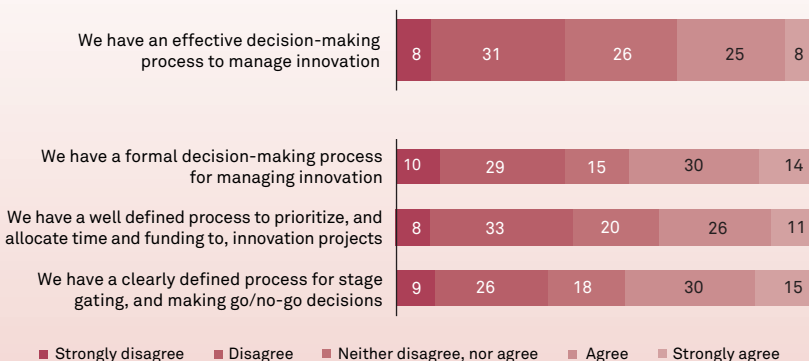 We have an effective decision-making
process to manage innovation
8 31 26 25 8
We have a formal decision-making process
for managing innovation
10 29 15 30 14
We have a well defined process to prioritize, and
allocate time and funding to, innovation projects
8 33 20 26 11
We have a clearly defined process for stage
gating, and making go/no-go decisions
9 26 18 30 15
Strongly disagree Disagree Neither disagree, nor agree Agree Strongly agree